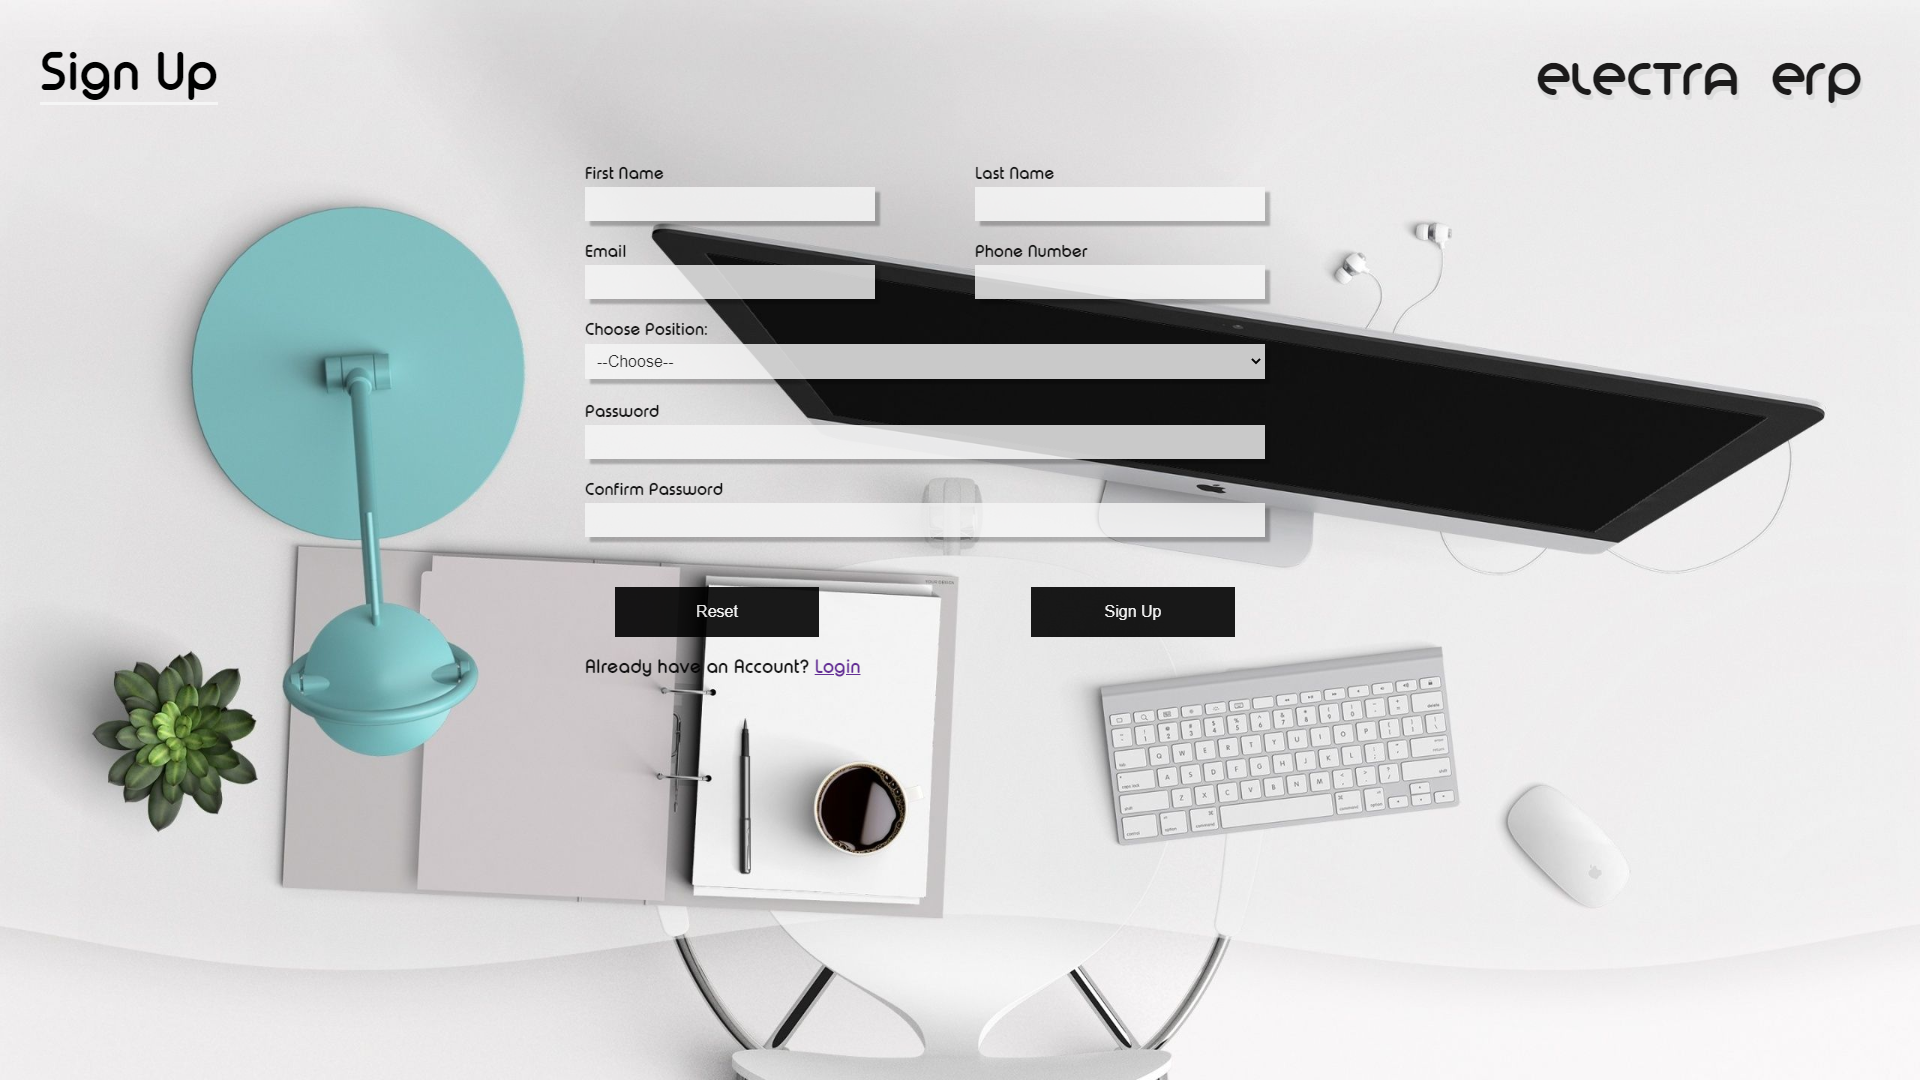 Sign Up
electra erp
First Name
Last Name
Email
Phone Number
Choose Position:
--Choose--
Password
Confirm Password
Reset
Sign Up
Already have an Account? Login